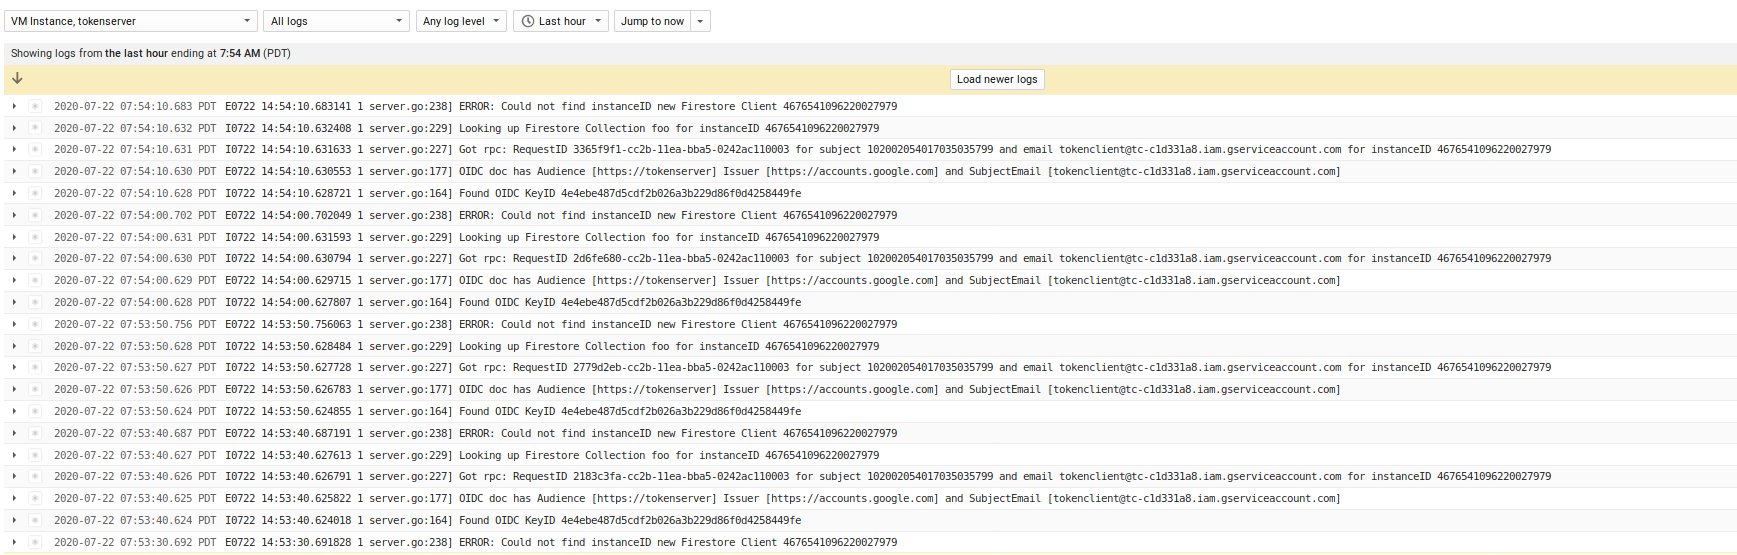 VM Instance, tokenserver All logs Any log level Last hour Jump to now
Showing logs from the last hour ending at 7:54 AM (PDT)
Load newer logs
2020-07-22 07:54:10.683 PDT E0722 14:54:10.683141 1 server.go:238] ERROR: Could not find instanceID new Firestore Client 4676541096220027979
2020-07-22 07:54:10.632 PDT I0722 14:54:10.632408 1 server.go:229] Looking up Firestore Collection foo for instanceID 4676541096220027979
2020-07-22 07:54:10.631 PDT I0722 14:54:10.631633 1 server.go:227] Got rpc: RequestID 3365f9f1-cc2b-11ea-bba5-0242ac110003 for subject 102002054017035035799 and email tokenclient@tc-c1d331a8.iam.gserviceaccount.com for instanceID 4676541096220027979
2020-07-22 07:54:10.630 PDT E0722 14:54:10.630553 1 server.go:177] OIDC doc has Audience [https://tokenserver] Issuer [https://accounts.google.com] and SubjectEmail [tokenclient@tc-c1d331a8.iam.gserviceaccount.com]
2020-07-22 07:54:10.628 PDT I0722 14:54:10.628721 1 server.go:164] Found OIDC KeyID 4e4ebe487d5cdf2b026a3b229d86f0d4258449fe
2020-07-22 07:54:00.702 PDT E0722 14:54:00.702049 1 server.go:238] ERROR: Could not find instanceID new Firestore Client 4676541096220027979
2020-07-22 07:54:00.631 PDT I0722 14:54:00.631593 1 server.go:229] Looking up Firestore Collection foo for instanceID 4676541096220027979
2020-07-22 07:54:00.630 PDT I0722 14:54:00.630794 1 server.go:227] Got rpc: RequestID 2d6fe680-cc2b-11ea-bba5-0242ac110003 for subject 102002054017035035799 and email tokenclient@tc-c1d331a8.iam.gserviceaccount.com for instanceID 4676541096220027979
2020-07-22 07:54:00.629 PDT E0722 14:54:00.629715 1 server.go:177] OIDC doc has Audience [https://tokenserver] Issuer [https://accounts.google.com] and SubjectEmail [tokenclient@tc-c1d331a8.iam.gserviceaccount.com]
2020-07-22 07:54:00.628 PDT I0722 14:54:00.627807 1 server.go:164] Found OIDC KeyID 4e4ebe487d5cdf2b026a3b229d86f0d4258449fe
2020-07-22 07:53:50.756 PDT E0722 14:53:50.756063 1 server.go:238] ERROR: Could not find instanceID new Firestore Client 4676541096220027979
2020-07-22 07:53:50.628 PDT I0722 14:53:50.628484 1 server.go:229] Looking up Firestore Collection foo for instanceID 4676541096220027979
2020-07-22 07:53:50.627 PDT I0722 14:53:50.627728 1 server.go:227] Got rpc: RequestID 2779d2eb-cc2b-11ea-bba5-0242ac110003 for subject 102002054017035035799 and email tokenclient@tc-c1d331a8.iam.gserviceaccount.com for instanceID 4676541096220027979
2020-07-22 07:53:50.626 PDT E0722 14:53:50.626783 1 server.go:177] OIDC doc has Audience [https://tokenserver] Issuer [https://accounts.google.com] and SubjectEmail [tokenclient@tc-c1d331a8.iam.gserviceaccount.com]
2020-07-22 07:53:50.624 PDT I0722 14:53:50.624855 1 server.go:164] Found OIDC KeyID 4e4ebe487d5cdf2b026a3b229d86f0d4258449fe
2020-07-22 07:53:40.687 PDT E0722 14:53:40.687191 1 server.go:238] ERROR: Could not find instanceID new Firestore Client 4676541096220027979
2020-07-22 07:53:40.627 PDT I0722 14:53:40.627613 1 server.go:229] Looking up Firestore Collection foo for instanceID 4676541096220027979
2020-07-22 07:53:40.626 PDT I0722 14:53:40.626791 1 server.go:227] Got rpc: RequestID 2183c3fa-cc2b-11ea-bba5-0242ac110003 for subject 102002054017035035799 and email tokenclient@tc-c1d331a8.iam.gserviceaccount.com for instanceID 4676541096220027979
2020-07-22 07:53:40.625 PDT E0722 14:53:40.625822 1 server.go:177] OIDC doc has Audience [https://tokenserver] Issuer [https://accounts.google.com] and SubjectEmail [tokenclient@tc-c1d331a8.iam.gserviceaccount.com]
2020-07-22 07:53:40.624 PDT I0722 14:53:40.624018 1 server.go:164] Found OIDC KeyID 4e4ebe487d5cdf2b026a3b229d86f0d4258449fe
2020-07-22 07:53:30.692 PDT E0722 14:53:30.691828 1 server.go:238] ERROR: Could not find instanceID new Firestore Client 4676541096220027979